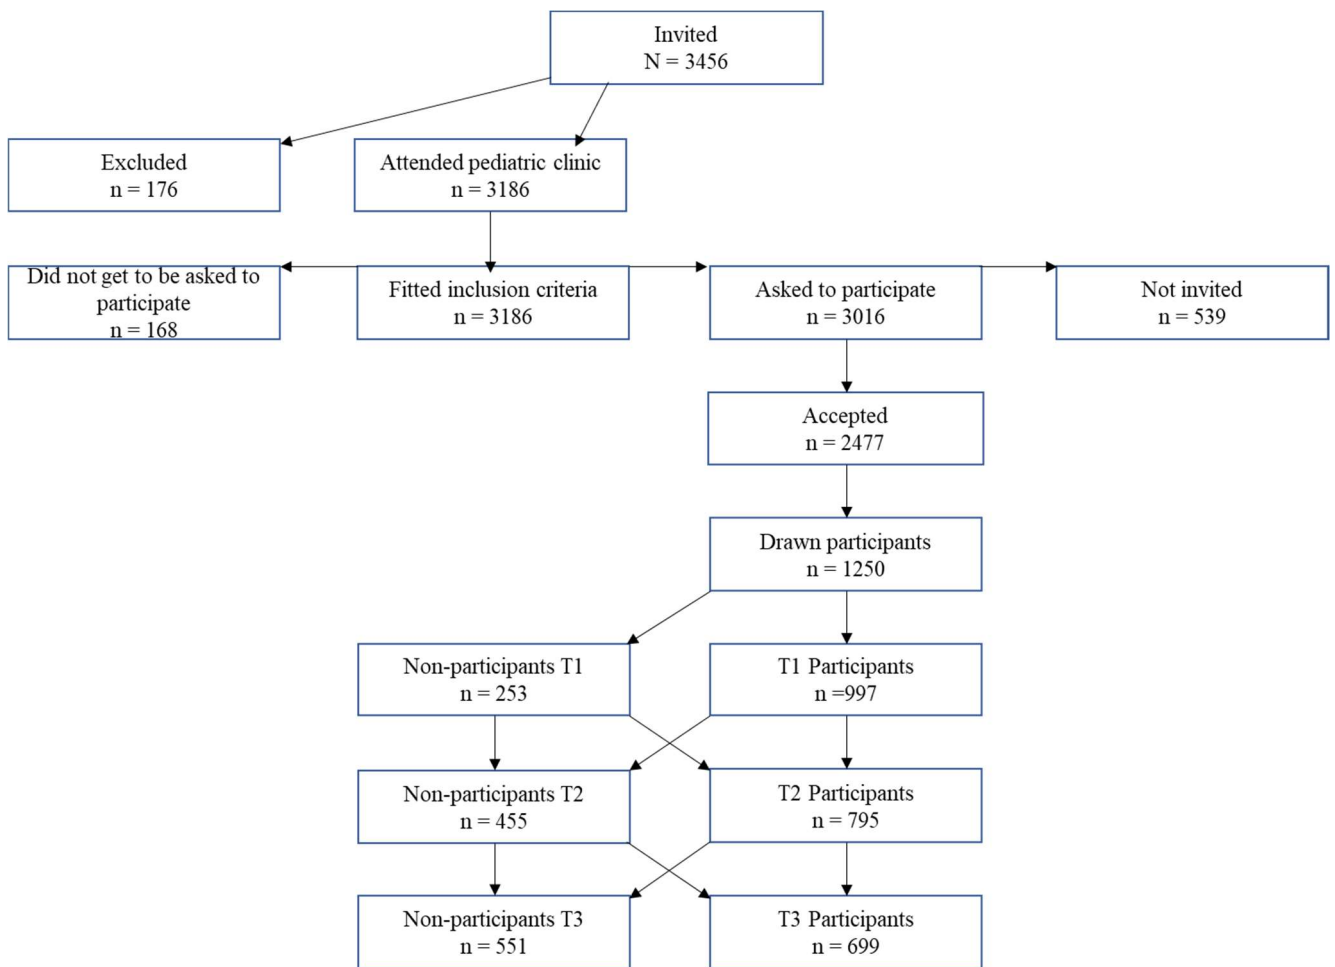 Invited
N = 3456
Excluded
n = 176
Attended pediatric clinic
n = 3186
Did not get to be asked to
participate
n = 168
Fitted inclusion criteria
n = 3186
Asked to participate
n = 3016
Not invited
n = 539
Accepted
n = 2477
Drawn participants
n = 1250
Non-participants T1
n = 253
T1 Participants
n =997
Non-participants T2
n = 455
T2 Participants
n = 795
Non-participants T3
n = 551
T3 Participants
n = 699